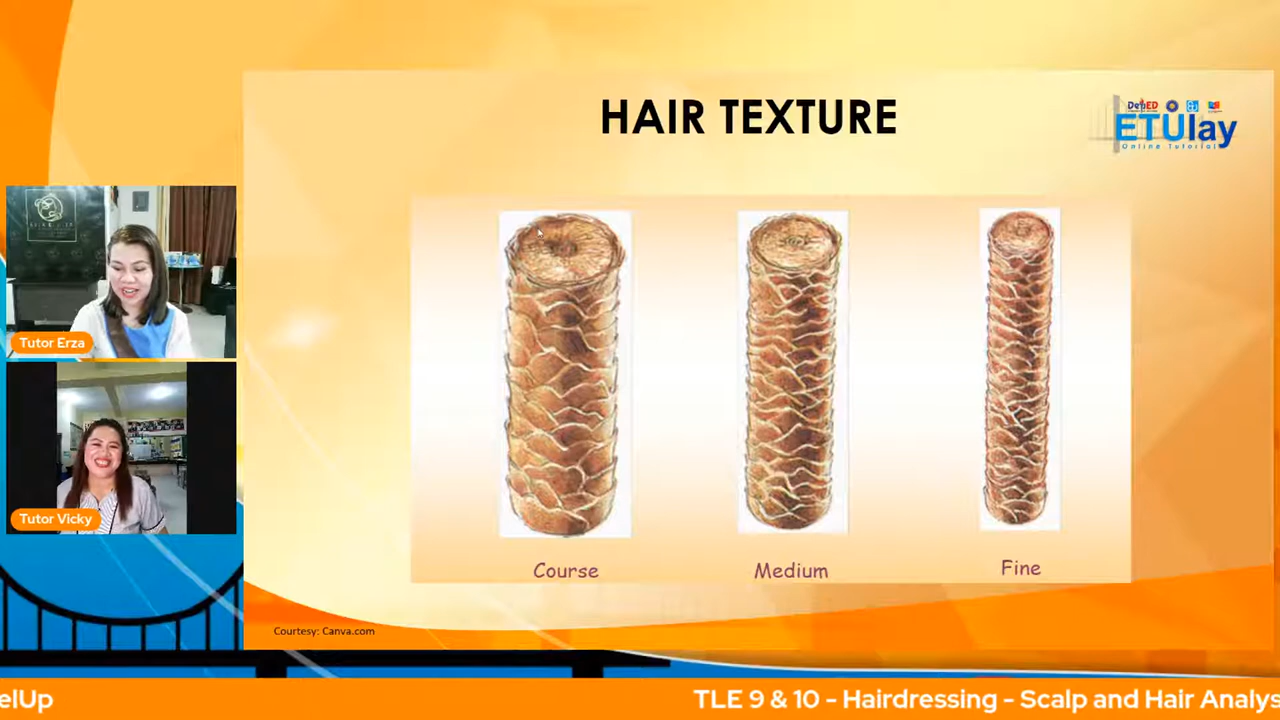 HAIR TEXTURE
DepED
ETUlay
Online Tutorial
Tutor Erza
Tutor Vicky
Course
Medium
Fine
Courtesy: Canva.com
elUp
TLE 9 & 10 - Hairdressing - Scalp and Hair Analys